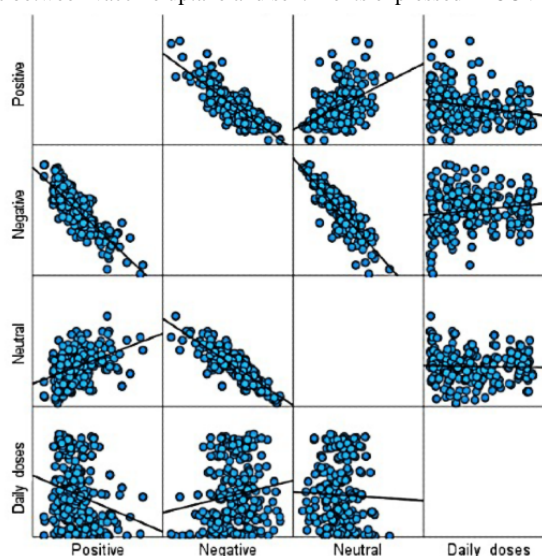 Positive
Negative
Neutral
Daily doses
Positive Negative Neutral Daily doses